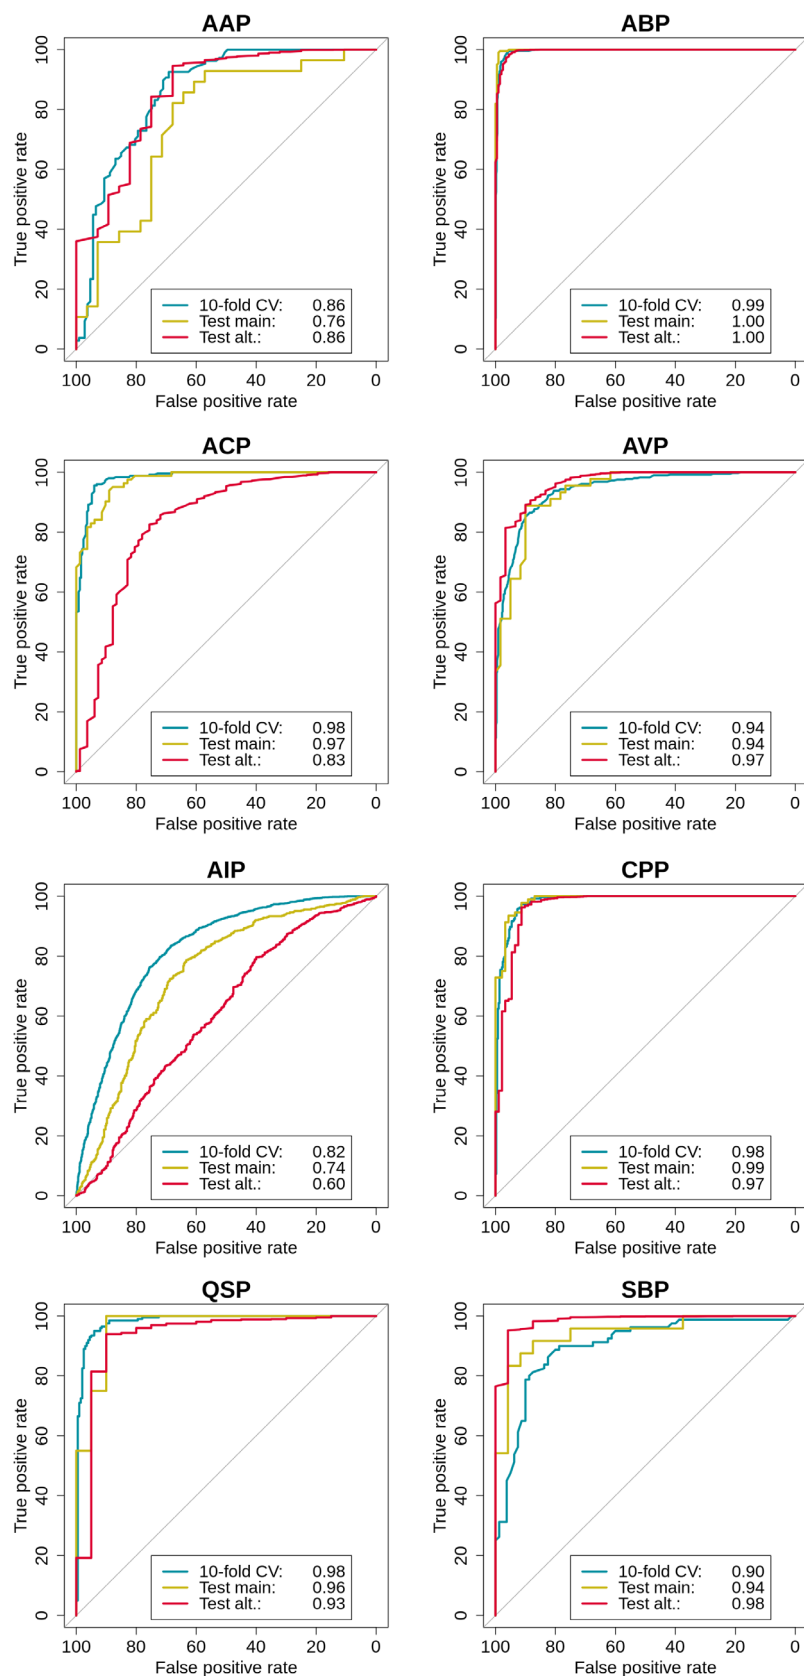 AAP
True positive rate
100
80
60
40
20
0
10-fold CV: 0.86
Test main: 0.76
Test alt.: 0.86
100 80 60 40 20 0
False positive rate
ABP
True positive rate
100
80
60
40
20
0
10-fold CV: 0.99
Test main: 1.00
Test alt.: 1.00
100 80 60 40 20 0
False positive rate
ACP
True positive rate
100
80
60
40
20
0
10-fold CV: 0.98
Test main: 0.97
Test alt.: 0.83
100 80 60 40 20 0
False positive rate
AVP
True positive rate
100
80
60
40
20
0
10-fold CV: 0.94
Test main: 0.94
Test alt.: 0.97
100 80 60 40 20 0
False positive rate
AIP
True positive rate
100
80
60
40
20
0
10-fold CV: 0.82
Test main: 0.74
Test alt.: 0.60
100 80 60 40 20 0
False positive rate
CPP
True positive rate
100
80
60
40
20
0
10-fold CV: 0.98
Test main: 0.99
Test alt.: 0.97
100 80 60 40 20 0
False positive rate
QSP
True positive rate
100
80
60
40
20
0
10-fold CV: 0.98
Test main: 0.96
Test alt.: 0.93
100 80 60 40 20 0
False positive rate
SBP
True positive rate
100
80
60
40
20
0
10-fold CV: 0.90
Test main: 0.94
Test alt.: 0.98
100 80 60 40 20 0
False positive rate